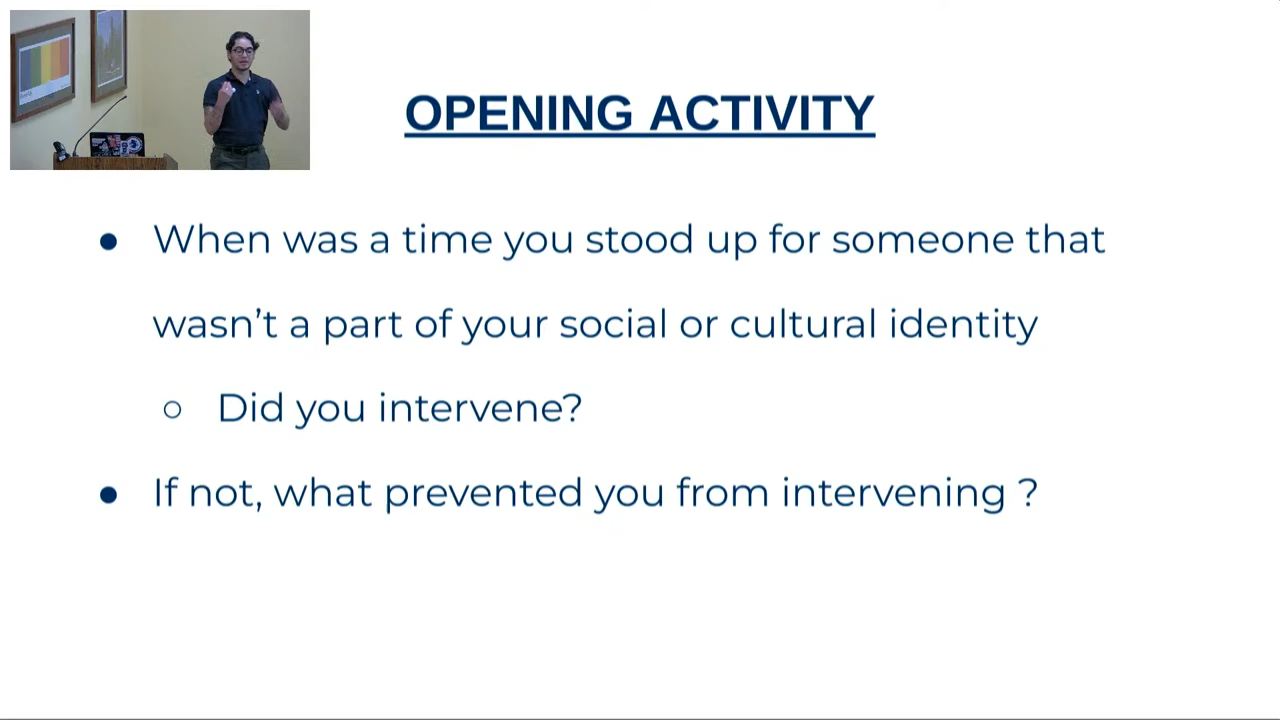 OPENING ACTIVITY
● When was a time you stood up for someone that
wasn't a part of your social or cultural identity
○ Did you intervene?
● If not, what prevented you from intervening ?